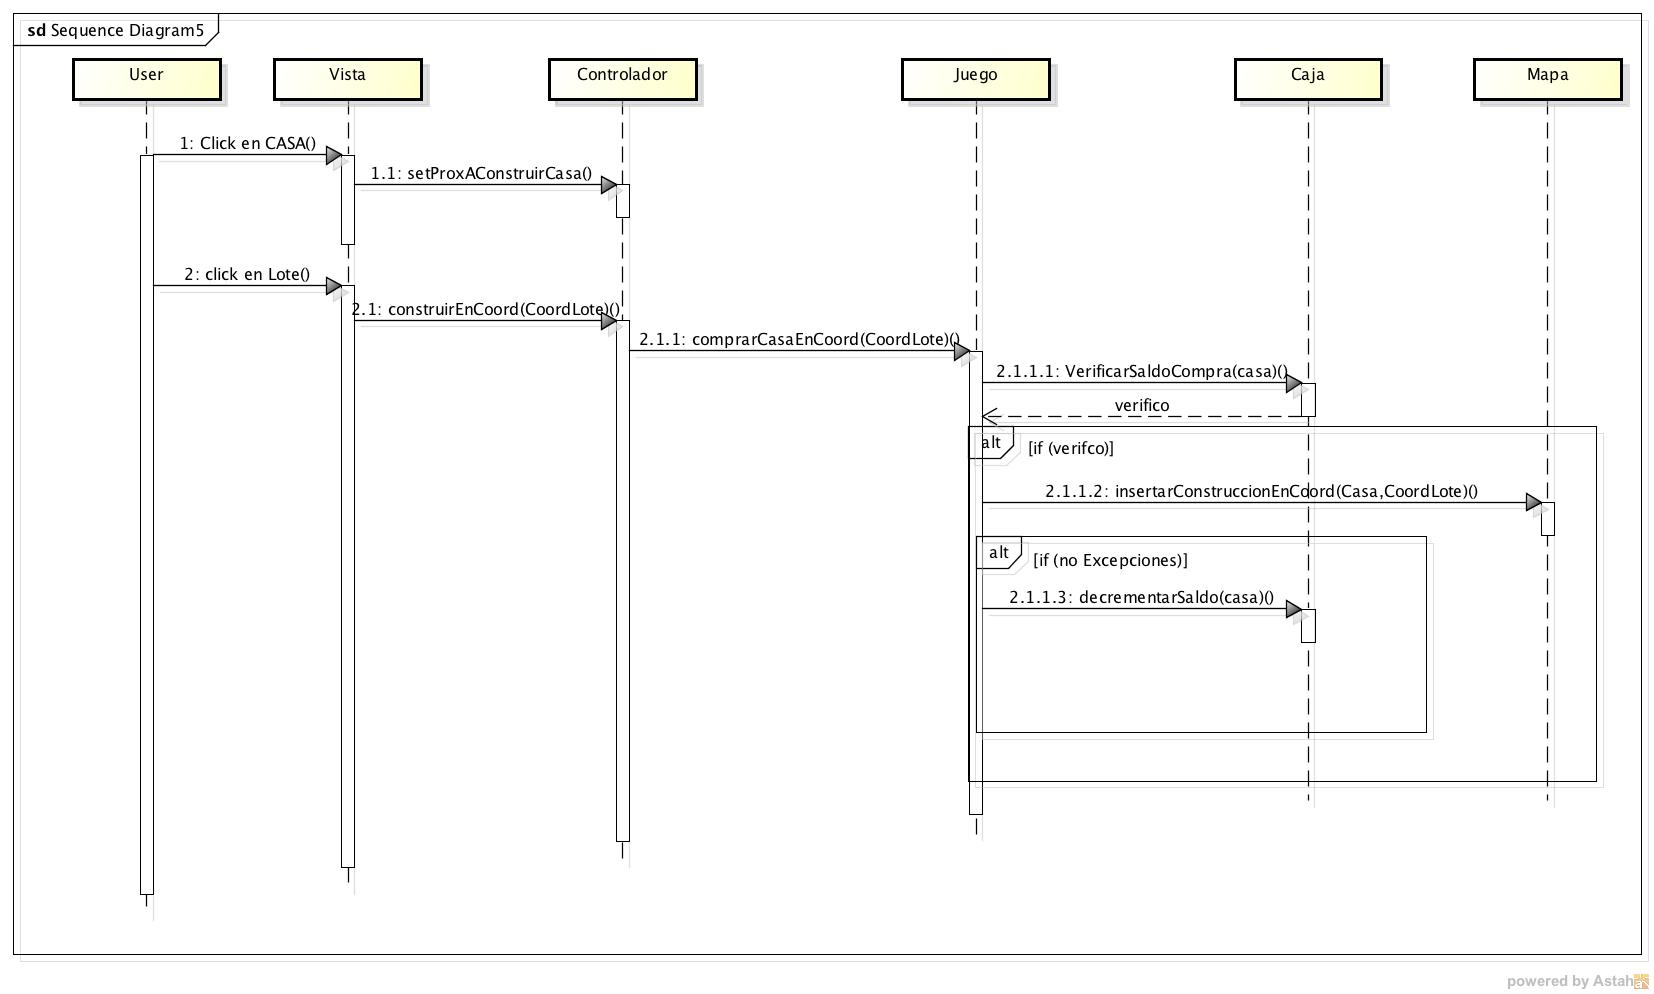 sd Sequence Diagram5
User
Vista
Controlador
Juego
Caja
Mapa
1: Click en CASA()
1.1: setProxAConstruirCasa()
2: click en Lote()
2.1: construirEnCoord(CoordLote)()
2.1.1: comprarCasaEnCoord(CoordLote)()
2.1.1.1: VerificarSaldoCompra(casa)()
verifico
alt
[if (verifco)]
2.1.1.2: insertarConstruccionEnCoord(Casa,CoordLote)()
alt
[if (no Excepciones)]
2.1.1.3: decrementarSaldo(casa)()
powered by Astah